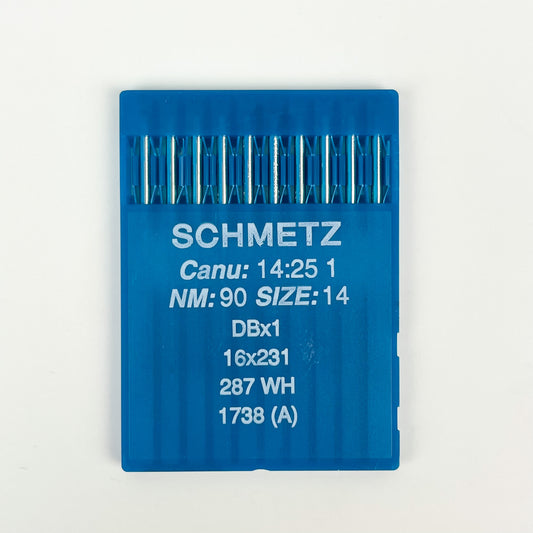 SCHMETZ
Canu: 14:25 1
NM: 90 SIZE: 14
DBx1
16x231
287 WH
1738 (A)